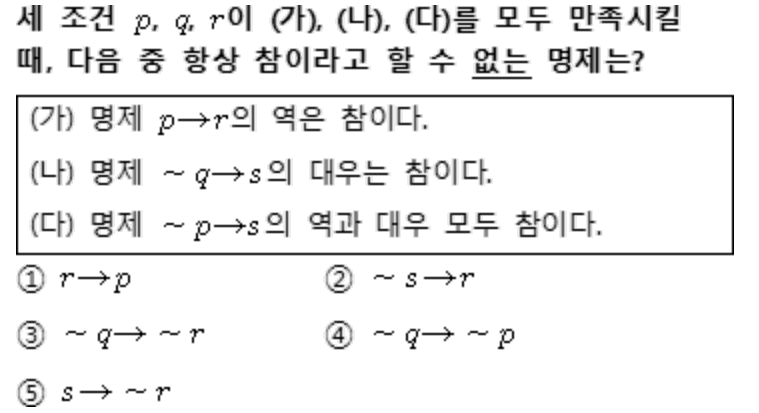 세 조건 p, q, r이 (가), (나), (다)를 모두 만족시킬
때, 다음 중 항상 참이라고 할 수 없는 명제는?
(가) 명제 p→r의 역은 참이다.
(나) 명제 ~q→s의 대우는 참이다.
(다) 명제 ~p→s의 역과 대우 모두 참이다.
① r→p ② ~s→r
③ ~q→~r ④ ~q→~p
⑤ s→~r